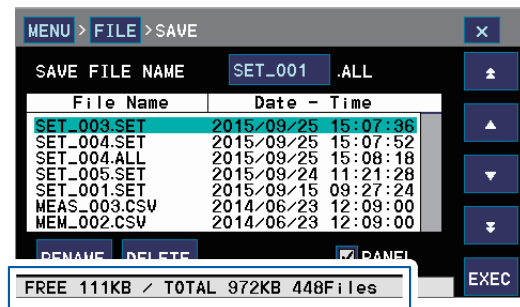 MENU > FILE > SAVE ×
SAVE FILE NAME SET_001 .ALL
File Name Date - Time
SET_003.SET 2015/09/25 15:07:36
SET_004.SET 2015/09/25 15:07:52
SET_004.ALL 2015/09/25 15:08:18
SET_005.SET 2015/09/24 11:21:28
SET_001.SET 2015/09/15 09:27:24
MEAS_003.CSV 2014/06/23 12:09:00
MEM_002.CSV 2014/06/23 12:09:00
RENAME DELETE PANEL
FREE 111KB / TOTAL 972KB 448Files
EXEC